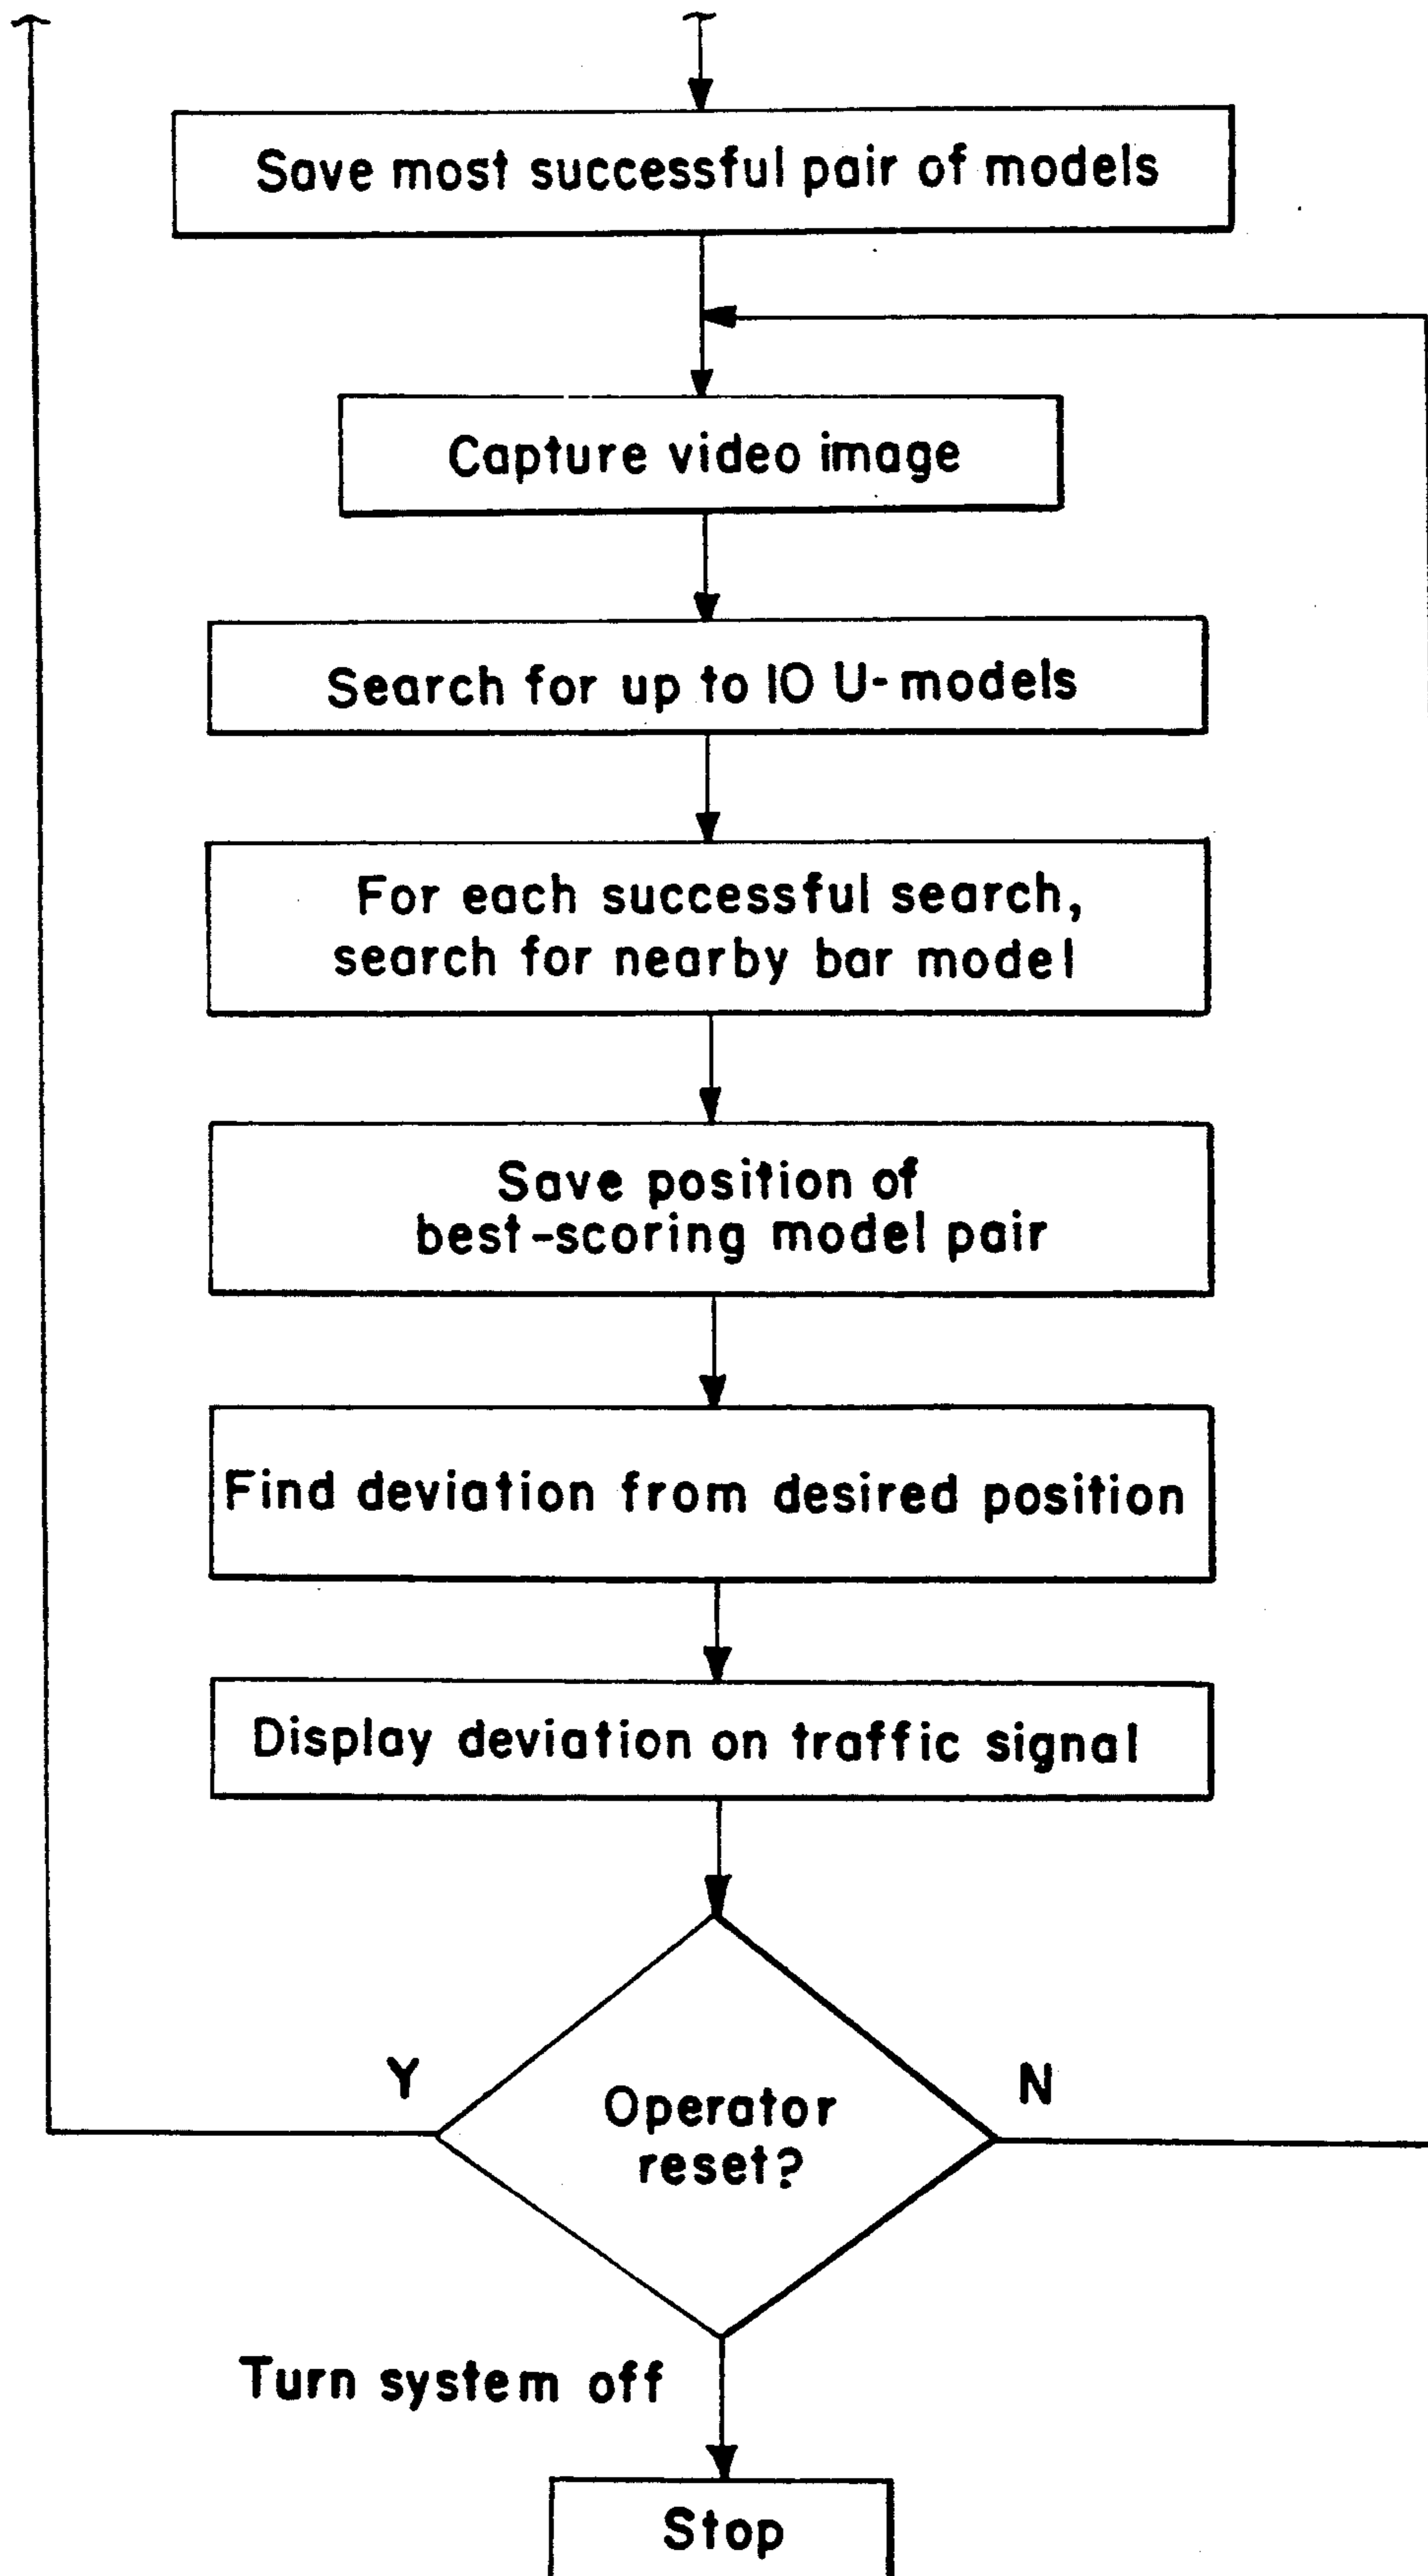 Save most successful pair of models
Capture video image
Search for up to 10 U-models
For each successful search,
search for nearby bar model
Save position of
best-scoring model pair
Find deviation from desired position
Display deviation on traffic signal
Y
N
Operator
reset?
Turn system off
Stop